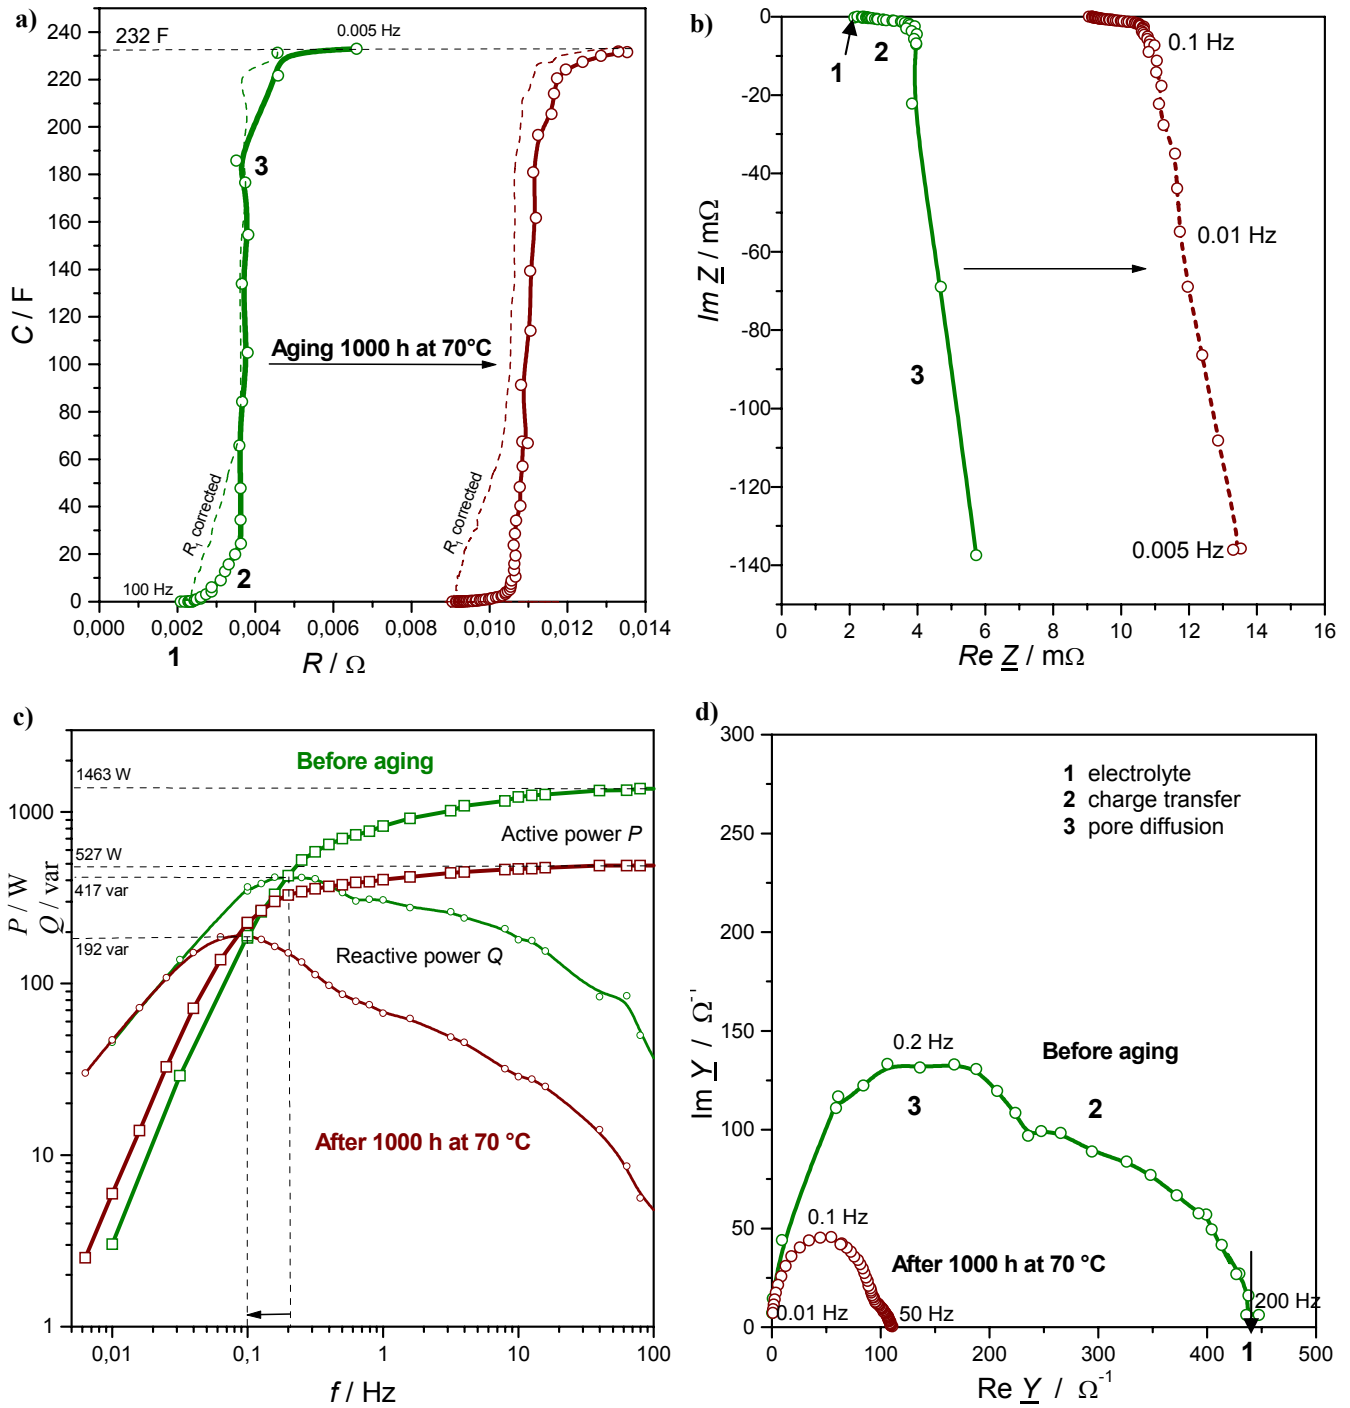 a)
240
220
200
180
160
140
120
100
80
60
40
20
0
C / F
232 F
0.005 Hz
3
Aging 1000 h at 70°C
R1 corrected
R1 corrected
2
100 Hz
0,000
0,002
0,004
0,006
0,008
0,010
0,012
0,014
1
R / Ω
b)
0
-20
-40
-60
-80
-100
-120
-140
Im Z / mΩ
1
2
0.1 Hz
0.01 Hz
3
0.005 Hz
0
2
4
6
8
10
12
14
16
Re Z / mΩ
c)
1000
100
10
1
P / W
Q / var
Before aging
1463 W
Active power P
527 W
417 var
192 var
Reactive power Q
After 1000 h at 70 °C
0,01
0,1
1
10
100
f / Hz
d)
300
250
200
150
100
50
0
Im Y / Ω⁻¹
1 electrolyte
2 charge transfer
3 pore diffusion
0.2 Hz
Before aging
3
2
0.1 Hz
After 1000 h at 70 °C
0.01 Hz
50 Hz
200 Hz
0
100
200
300
400
1
500
Re Y / Ω⁻¹